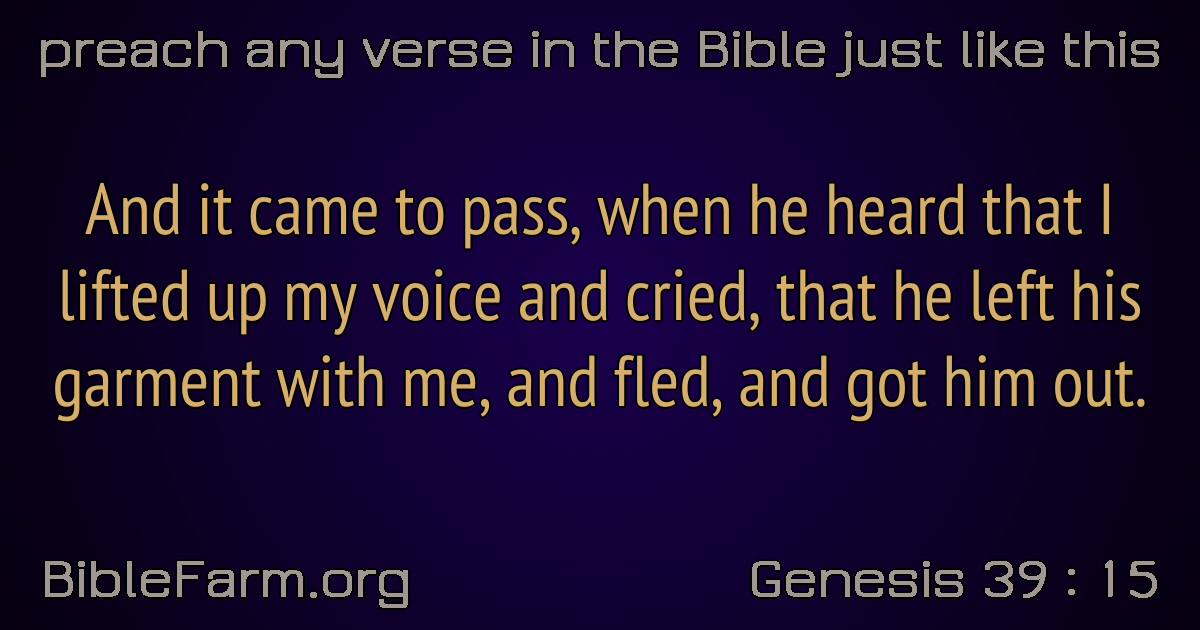 preach any verse in the Bible just like this
And it came to pass, when he heard that I
lifted up my voice and cried, that he left his
garment with me, and fled, and got him out.
BibleFarm.org
Genesis 39 : 15